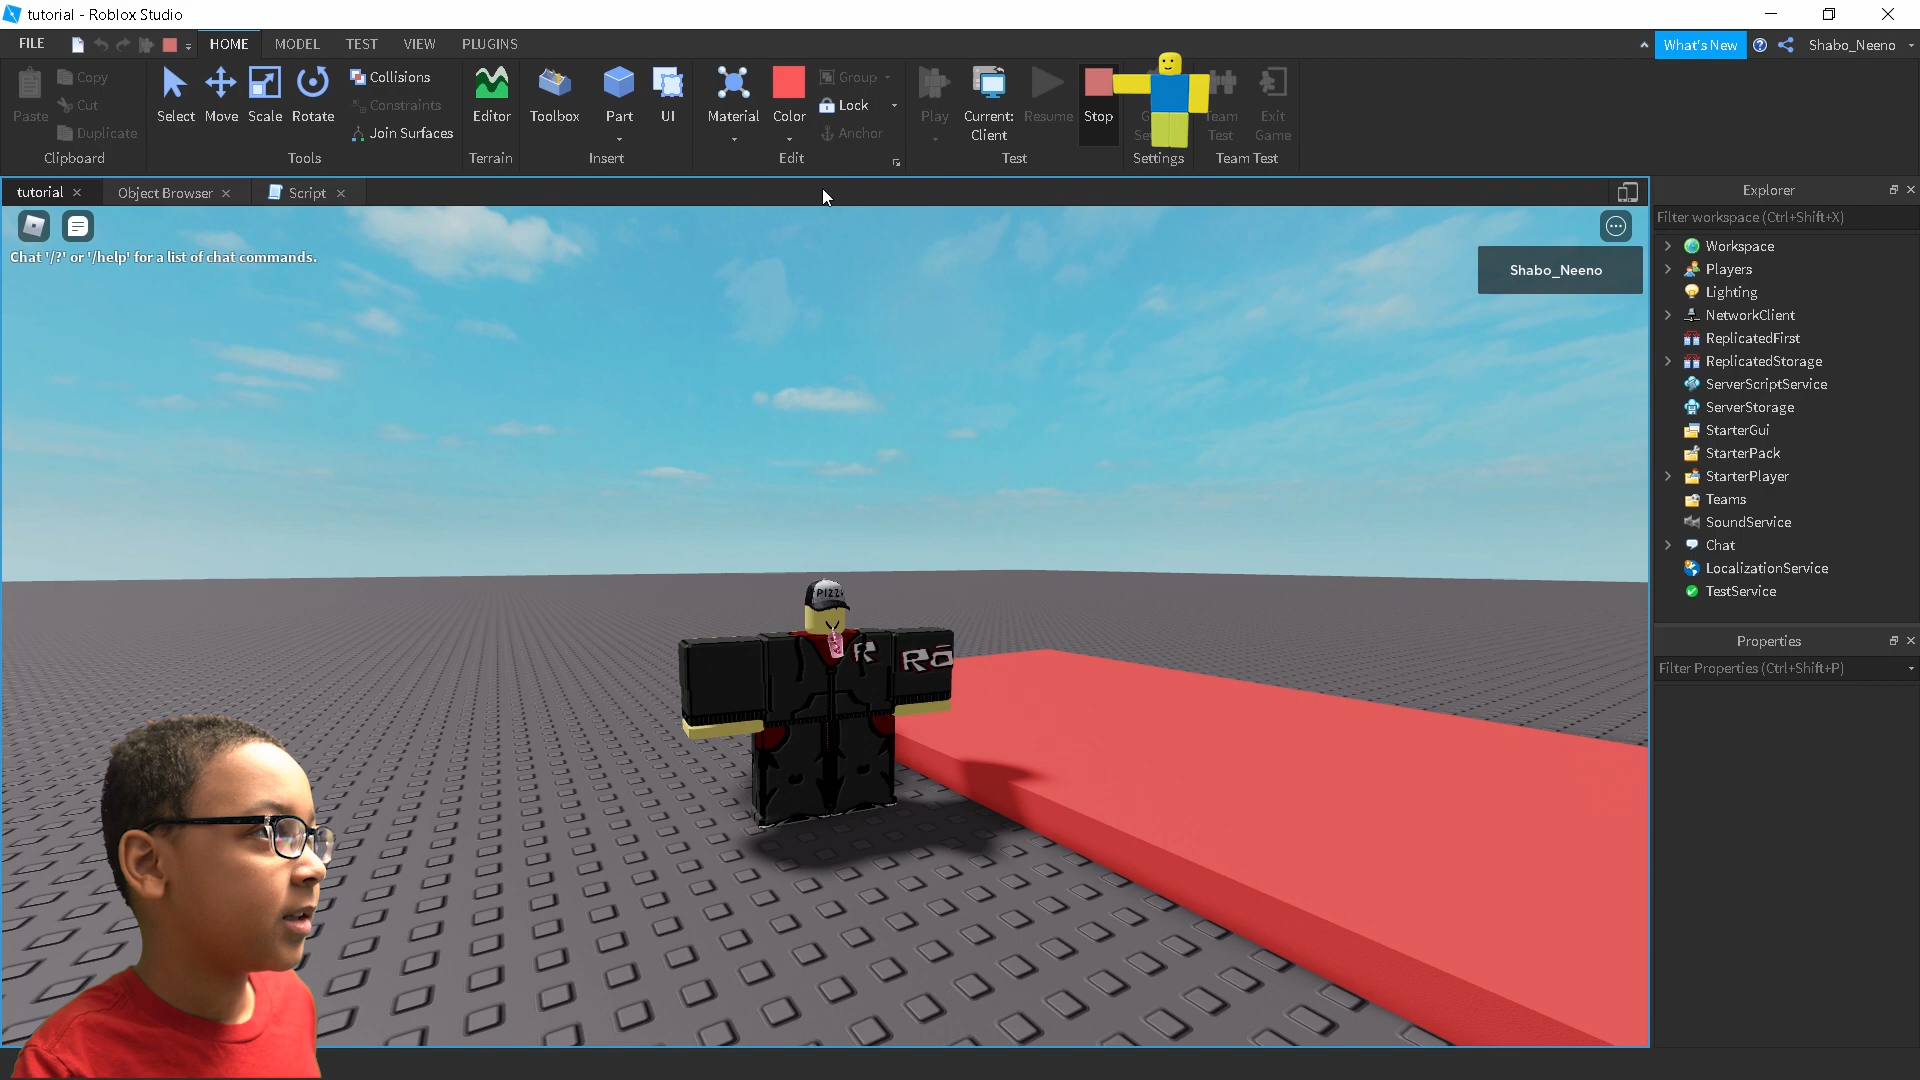 tutorial - Roblox Studio
FILE
HOME
MODEL
TEST
VIEW
PLUGINS
What's New
Shabo_Neeno
Paste
Copy
Cut
Duplicate
Clipboard
Select
Move
Scale
Rotate
Collisions
Constraints
Join Surfaces
Tools
Editor
Terrain
Toolbox
Part
UI
Insert
Material
Color
Group
Lock
Anchor
Edit
Play
Current:
Client
Resume
Stop
Test
Settings
Team
Test
Exit
Game
Team Test
tutorial
Object Browser
Script
Chat '/?' or '/help' for a list of chat commands.
Shabo_Neeno
PIZZ
Explorer
Filter workspace (Ctrl+Shift+X)
Workspace
Players
Lighting
NetworkClient
ReplicatedFirst
ReplicatedStorage
ServerScriptService
ServerStorage
StarterGui
StarterPack
StarterPlayer
Teams
SoundService
Chat
LocalizationService
TestService
Properties
Filter Properties (Ctrl+Shift+P)